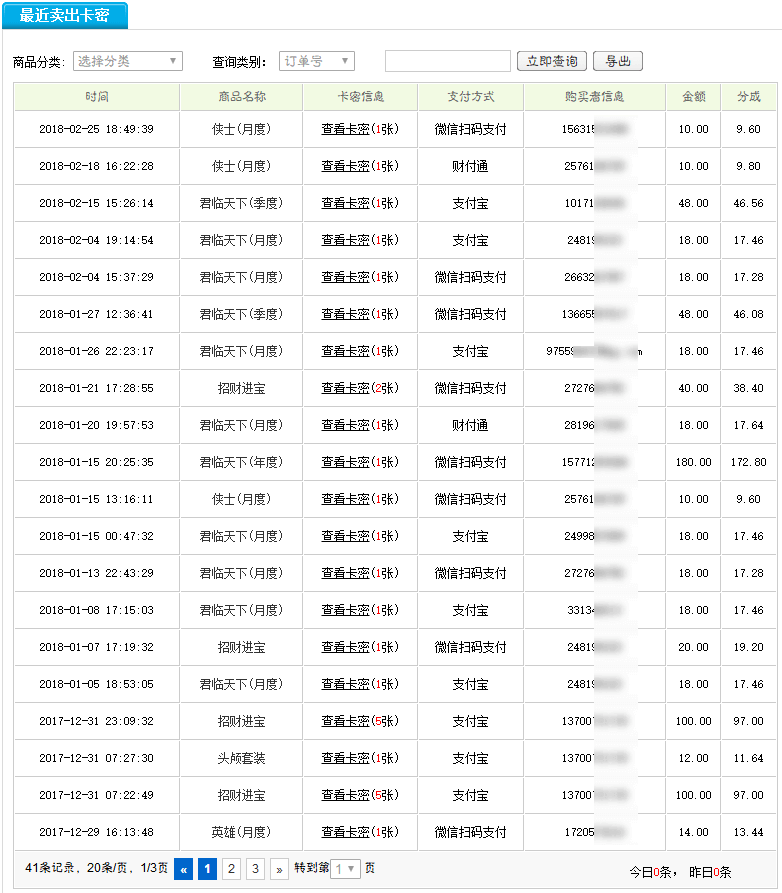 最近卖出卡密
商品分类: 选择分类 查询类别: 订单号 立即查询 导出
时间 商品名称 卡密信息 支付方式 购买者信息 金额 分成
2018-02-25 18:49:39 侠士(月度) 查看卡密(1张) 微信扫码支付 15631 10.00 9.60
2018-02-18 16:22:28 侠士(月度) 查看卡密(1张) 财付通 25761 10.00 9.80
2018-02-15 15:26:14 君临天下(季度) 查看卡密(1张) 支付宝 10171 48.00 46.56
2018-02-04 19:14:54 君临天下(月度) 查看卡密(1张) 支付宝 2481 18.00 17.46
2018-02-04 15:37:29 君临天下(月度) 查看卡密(1张) 微信扫码支付 26632 18.00 17.28
2018-01-27 12:36:41 君临天下(季度) 查看卡密(1张) 微信扫码支付 13665 48.00 46.08
2018-01-26 22:23:17 君临天下(月度) 查看卡密(1张) 支付宝 9755 18.00 17.46
2018-01-21 17:28:55 招财进宝 查看卡密(2张) 微信扫码支付 27276 40.00 38.40
2018-01-20 19:57:53 君临天下(月度) 查看卡密(1张) 财付通 28196 18.00 17.64
2018-01-15 20:25:35 君临天下(年度) 查看卡密(1张) 微信扫码支付 15771 180.00 172.80
2018-01-15 13:16:11 侠士(月度) 查看卡密(1张) 微信扫码支付 25761 10.00 9.60
2018-01-15 00:47:32 君临天下(月度) 查看卡密(1张) 支付宝 24998 18.00 17.46
2018-01-13 22:43:29 君临天下(月度) 查看卡密(1张) 微信扫码支付 27276 18.00 17.28
2018-01-08 17:15:03 君临天下(月度) 查看卡密(1张) 支付宝 3313 18.00 17.46
2018-01-07 17:19:32 招财进宝 查看卡密(1张) 微信扫码支付 2481 20.00 19.20
2018-01-05 18:53:05 君临天下(月度) 查看卡密(1张) 支付宝 2481 18.00 17.46
2017-12-31 23:09:32 招财进宝 查看卡密(5张) 支付宝 13700 100.00 97.00
2017-12-31 07:27:30 头颅套装 查看卡密(1张) 支付宝 13700 12.00 11.64
2017-12-31 07:22:49 招财进宝 查看卡密(5张) 支付宝 13700 100.00 97.00
2017-12-29 16:13:48 英雄(月度) 查看卡密(1张) 微信扫码支付 17205 14.00 13.44
41条记录，20条/页，1/3页 « 1 2 3 » 转到第 1 页 今日0条， 昨日0条